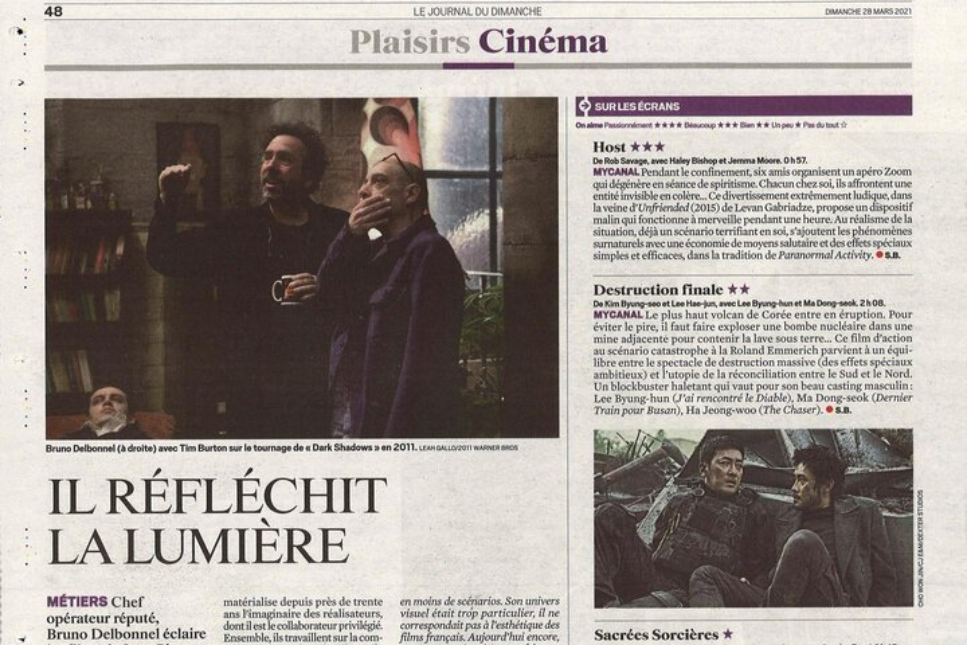 48
LE JOURNAL DU DIMANCHE
DIMANCHE 28 MARS 2021
Plaisirs Cinéma
Bruno Delbonnel (à droite) avec Tim Burton sur le tournage de « Dark Shadows » en 2011. LEAH GALLO/2011 WARNER BROS
IL RÉFLÉCHIT
LA LUMIÈRE
MÉTIERS Chef
opérateur réputé,
Bruno Delbonnel éclaire
matérialise depuis près de trente
ans l'imaginaire des réalisateurs,
dont il est le collaborateur privilégié.
Ensemble, ils travaillent sur la com-
en moins de scénarios. Son univers
visuel était trop particulier, il ne
correspondait pas à l'esthétique des
films français. Aujourd'hui encore,
SUR LES ÉCRANS
On aime Passionnément ★★★★ Beaucoup ★★★ Bien ★★ Un peu ★ Pas du tout ☆
Host ★★★
De Rob Savage, avec Haley Bishop et Jemma Moore. 0 h 57.
MYCANAL Pendant le confinement, six amis organisent un apéro Zoom
qui dégénère en séance de spiritisme. Chacun chez soi, ils affrontent une
entité invisible en colère... Ce divertissement extrêmement ludique, dans
la veine d'Unfriended (2015) de Levan Gabriadze, propose un dispositif
malin qui fonctionne à merveille pendant une heure. Au réalisme de la
situation, déjà un scénario terrifiant en soi, s'ajoutent les phénomènes
surnaturels avec une économie de moyens salutaire et des effets spéciaux
simples et efficaces, dans la tradition de Paranormal Activity. ● S.B.
Destruction finale ★★
De Kim Byung-seo et Lee Hae-jun, avec Lee Byung-hun et Ma Dong-seok. 2 h 08.
MYCANAL Le plus haut volcan de Corée entre en éruption. Pour
éviter le pire, il faut faire exploser une bombe nucléaire dans une
mine adjacente pour contenir la lave sous terre... Ce film d'action
au scénario catastrophe à la Roland Emmerich parvient à un équi-
libre entre le spectacle de destruction massive (des effets spéciaux
ambitieux) et l'utopie de la réconciliation entre le Sud et le Nord.
Un blockbuster haletant qui vaut pour son beau casting masculin :
Lee Byung-hun (J'ai rencontré le Diable), Ma Dong-seok (Dernier
Train pour Busan), Ha Jeong-woo (The Chaser). ● S.B.
Sacrées Sorcières ★